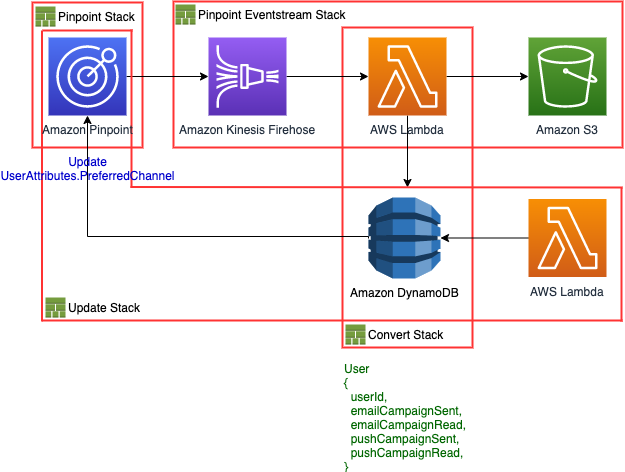 Pinpoint Stack
Pinpoint Eventstream Stack
Amazon Pinpoint
Amazon Kinesis Firehose
AWS Lambda
Amazon S3
Update
UserAttributes.PreferredChannel
Amazon DynamoDB
AWS Lambda
Update Stack
Convert Stack
User
{
userId,
emailCampaignSent,
emailCampaignRead,
pushCampaignSent,
pushCampaignRead,
}